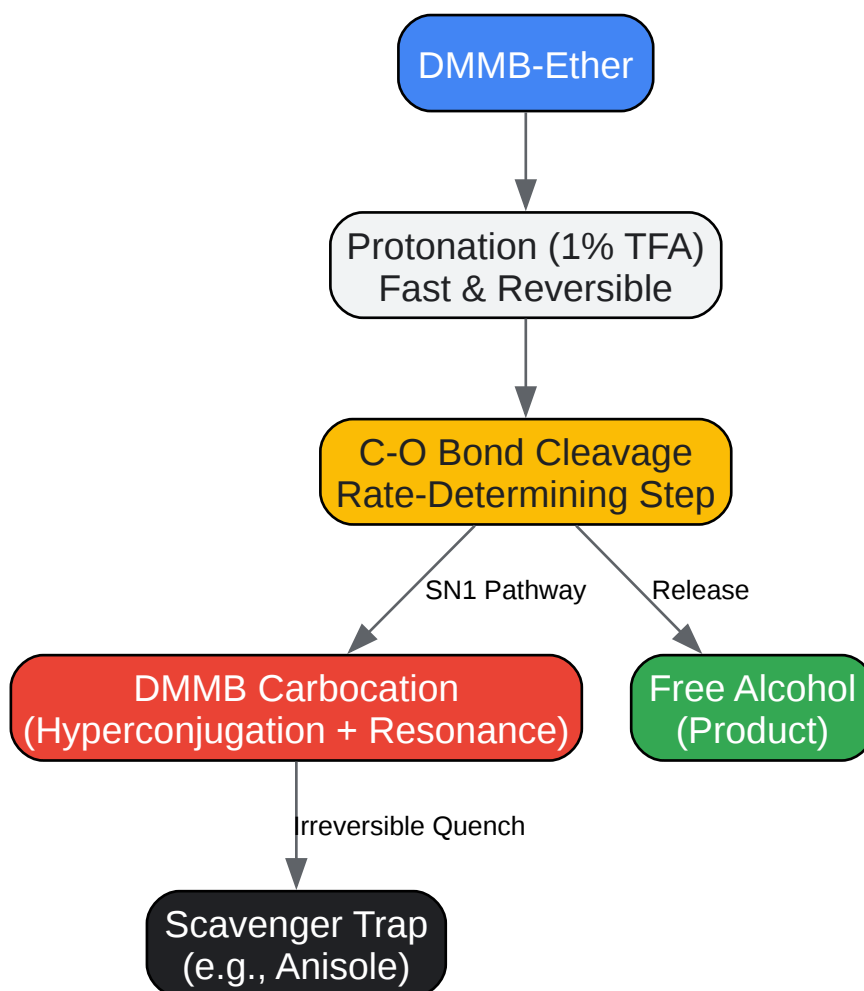 DMMB-Ether
Protonation (1% TFA)
Fast & Reversible
C-O Bond Cleavage
Rate-Determining Step
SN1 Pathway
Release
DMMB Carbocation
(Hyperconjugation + Resonance)
Free Alcohol
(Product)
Irreversible Quench
Scavenger Trap
(e.g., Anisole)